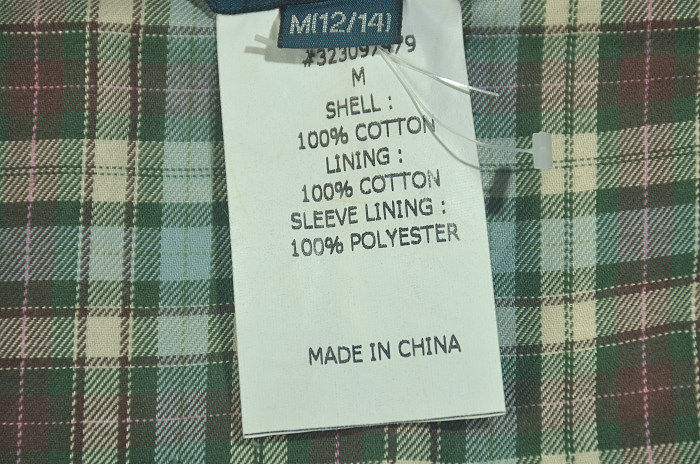 M(12/14)
M
SHELL :
100% COTTON
LINING :
100% COTTON
SLEEVE LINING :
100% POLYESTER
MADE IN CHINA